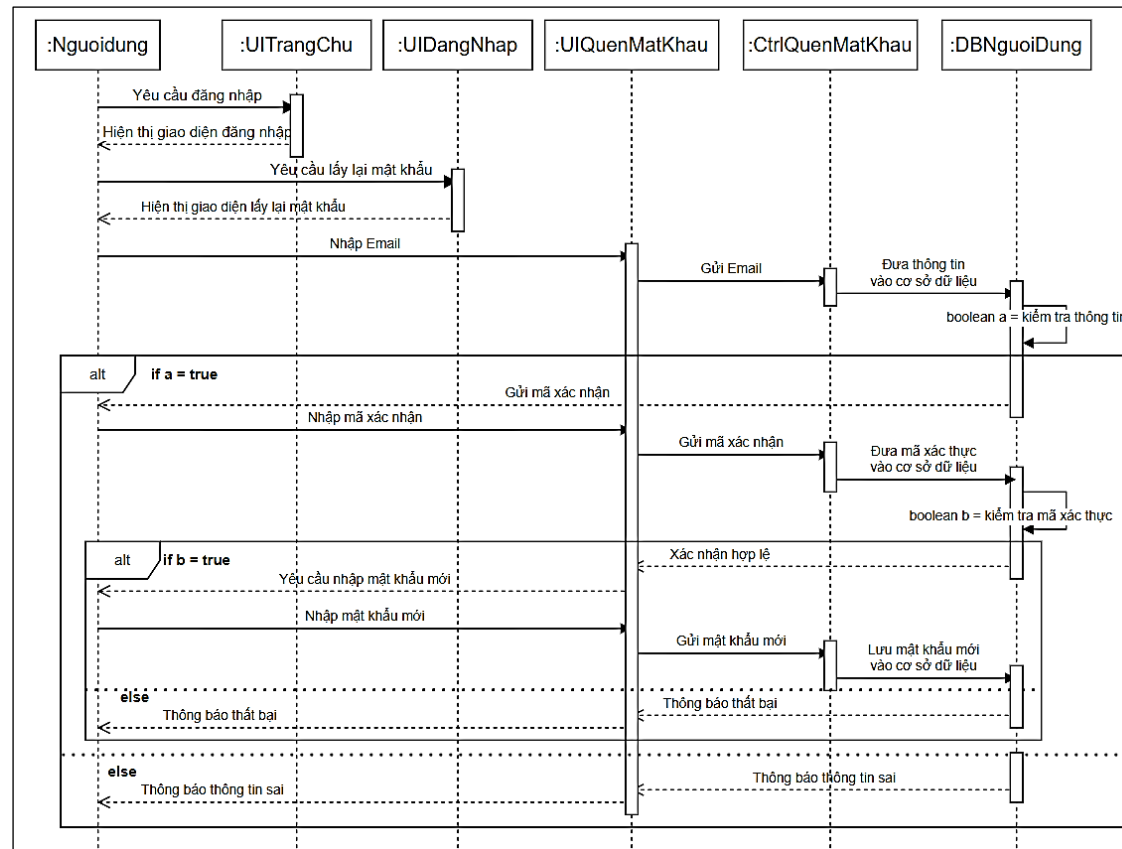 :Nguoidung
:UITrangChu
:UIDangNhap
:UIQuenMatKhau
:CtrlQuenMatKhau
:DBNguoiDung
Yêu cầu đăng nhập
Hiện thị giao diện đăng nhập
Yêu cầu lấy lại mật khẩu
Hiện thị giao diện lấy lại mật khẩu
Nhập Email
Gửi Email
Đưa thông tin
vào cơ sở dữ liệu
boolean a = kiểm tra thông tin
alt
if a = true
Gửi mã xác nhận
Nhập mã xác nhận
Gửi mã xác nhận
Đưa mã xác thực
vào cơ sở dữ liệu
boolean b = kiểm tra mã xác thực
alt
if b = true
Xác nhận hợp lệ
Yêu cầu nhập mật khẩu mới
Nhập mật khẩu mới
Gửi mật khẩu mới
Lưu mật khẩu mới
vào cơ sở dữ liệu
else
Thông báo thất bại
Thông báo thất bại
else
Thông báo thông tin sai
Thông báo thông tin sai